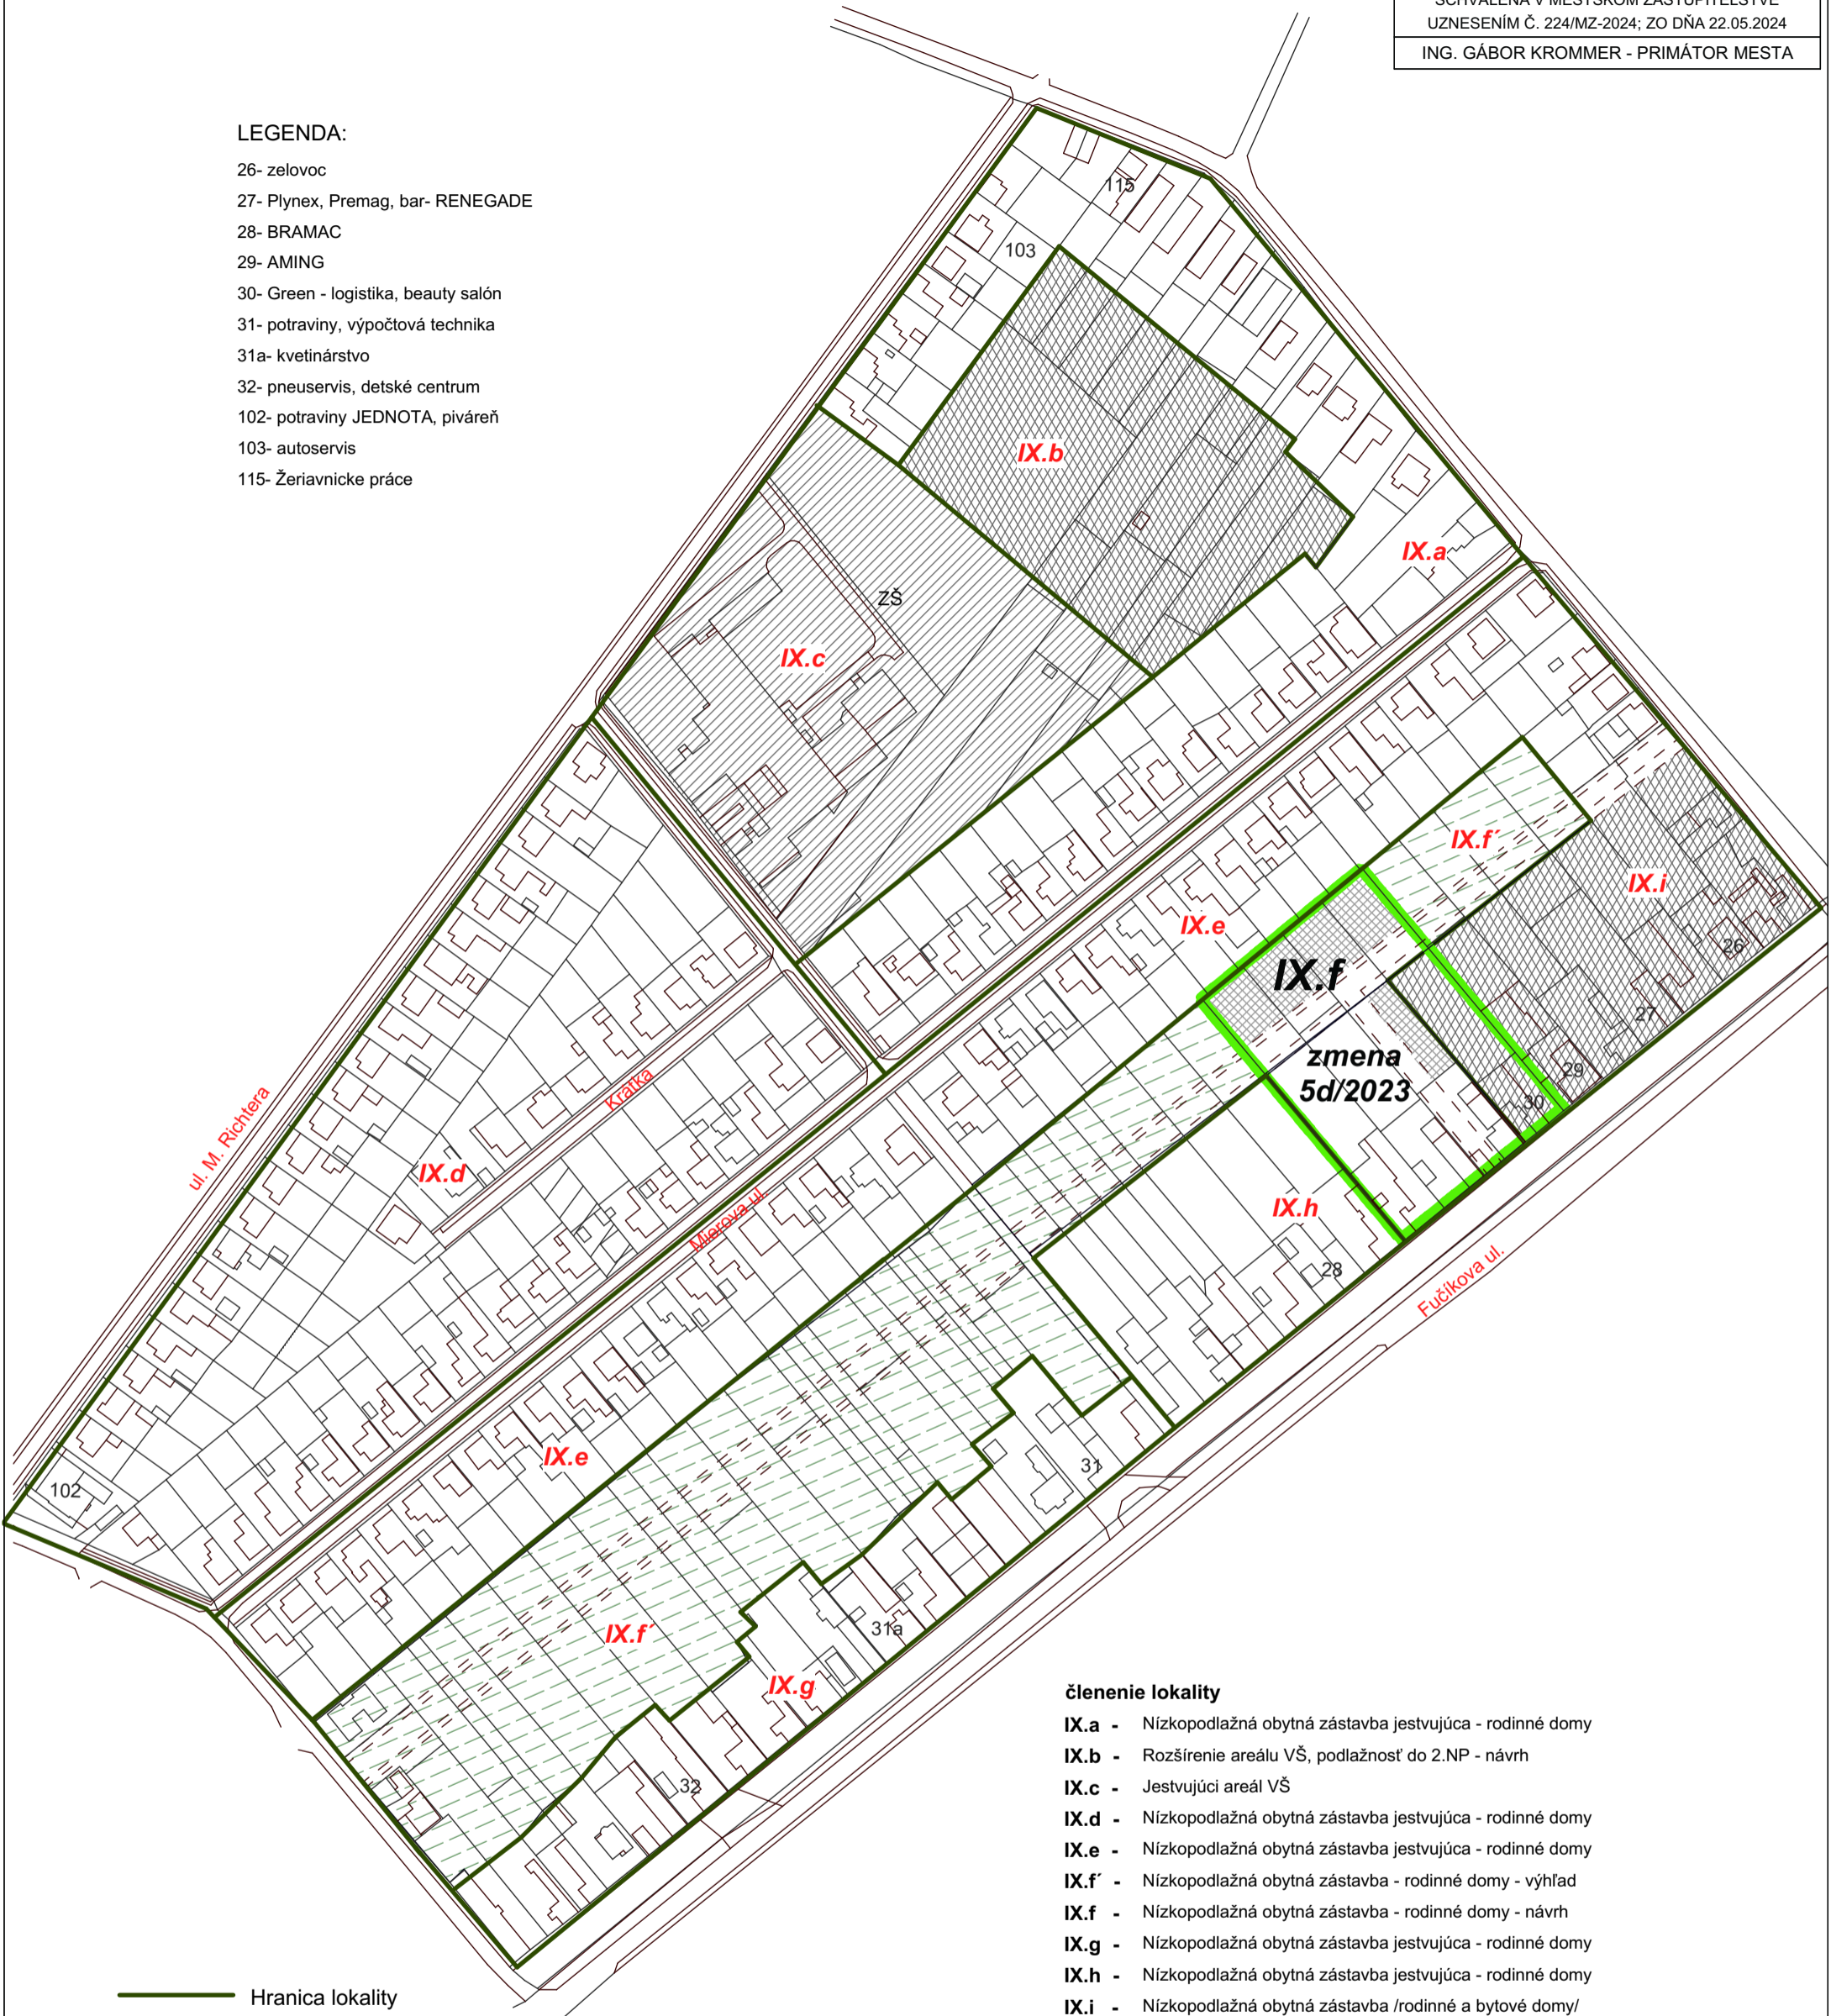 SCHVÁLENÁ V MESTSKOM ZASTUPITEĽSTVE
UZNESENÍM Č. 224/MZ-2024; ZO DŇA 22.05.2024
ING. GÁBOR KROMMER - PRIMÁTOR MESTA
LEGENDA:
26- zelovoc
27- Plynex, Premag, bar- RENEGADE
28- BRAMAC
29- AMING
30- Green - logistika, beauty salón
31- potraviny, výpočtová technika
31a- kvetinárstvo
32- pneuservis, detské centrum
102- potraviny JEDNOTA, piváreň
103- autoservis
115- Žeriavnicke práce
115
103
IX.b
IX.a
ZŠ
IX.c
IX.f´
IX.i
IX.e
26
IX.f
27
zmena
5d/2023
29
30
Krátka
ul. M. Richtera
IX.d
Mierova ul.
IX.h
28
Fučíkova ul.
IX.e
31
102
31a
IX.f´
IX.g
32
členenie lokality
IX.a - Nízkopodlažná obytná zástavba jestvujúca - rodinné domy
IX.b - Rozšírenie areálu VŠ, podlažnosť do 2.NP - návrh
IX.c - Jestvujúci areál VŠ
IX.d - Nízkopodlažná obytná zástavba jestvujúca - rodinné domy
IX.e - Nízkopodlažná obytná zástavba jestvujúca - rodinné domy
IX.f´ - Nízkopodlažná obytná zástavba - rodinné domy - výhľad
IX.f - Nízkopodlažná obytná zástavba - rodinné domy - návrh
IX.g - Nízkopodlažná obytná zástavba jestvujúca - rodinné domy
IX.h - Nízkopodlažná obytná zástavba jestvujúca - rodinné domy
IX.i - Nízkopodlažná obytná zástavba /rodinné a bytové domy/
Hranica lokality